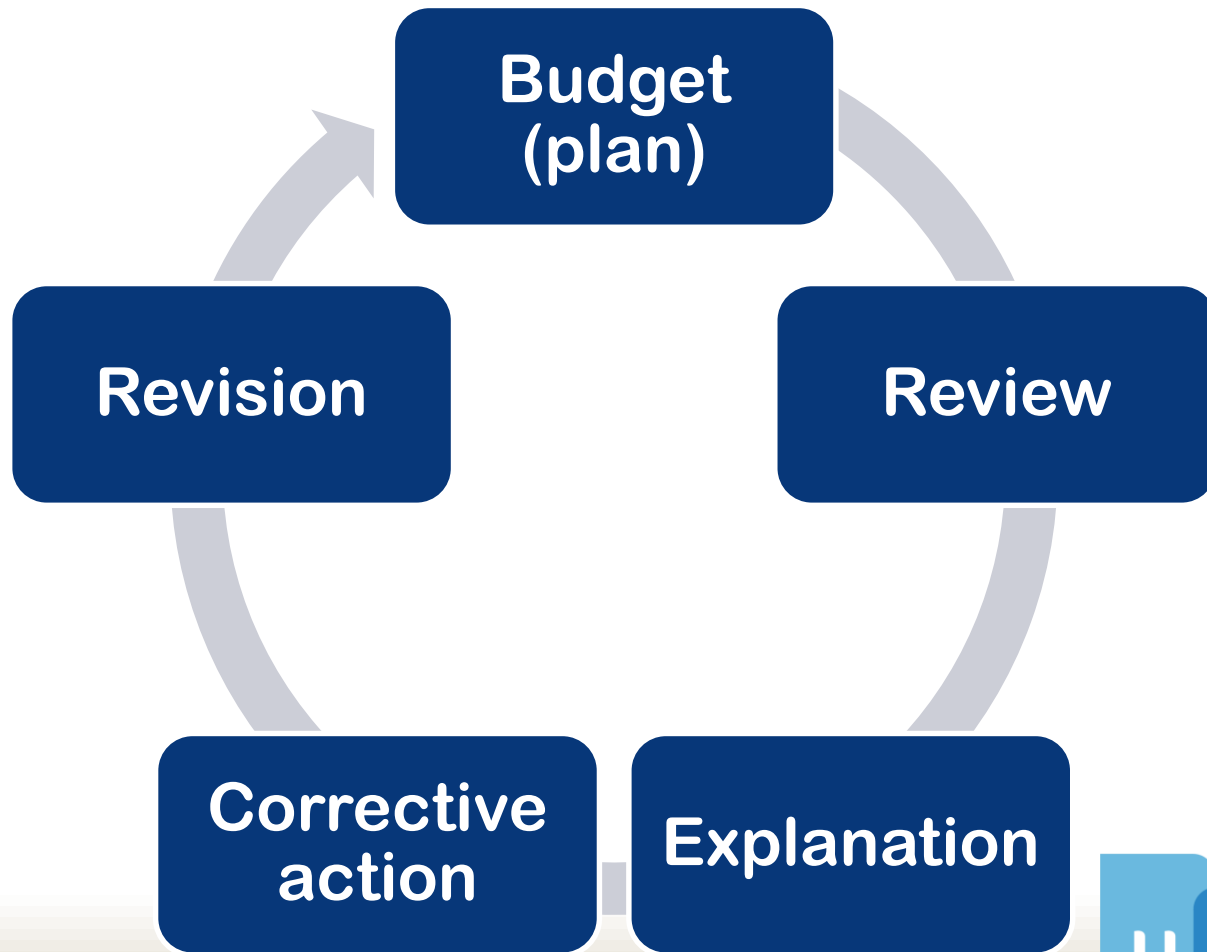 Budget
(plan)
Review
Explanation
Corrective
action
Revision